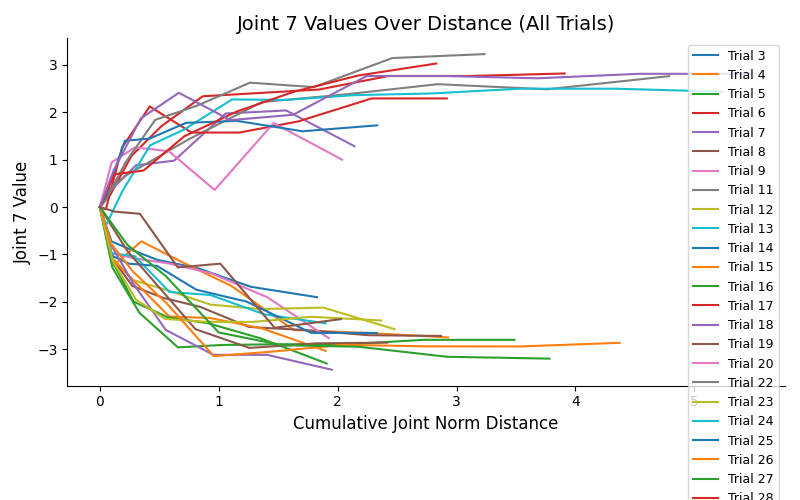 Joint 7 Values Over Distance (All Trials)
Joint 7 Value
3
2
1
0
−1
−2
−3
0
1
2
3
4
5
Cumulative Joint Norm Distance
Trial 3
Trial 4
Trial 5
Trial 6
Trial 7
Trial 8
Trial 9
Trial 11
Trial 12
Trial 13
Trial 14
Trial 15
Trial 16
Trial 17
Trial 18
Trial 19
Trial 20
Trial 22
Trial 23
Trial 24
Trial 25
Trial 26
Trial 27
Trial 28